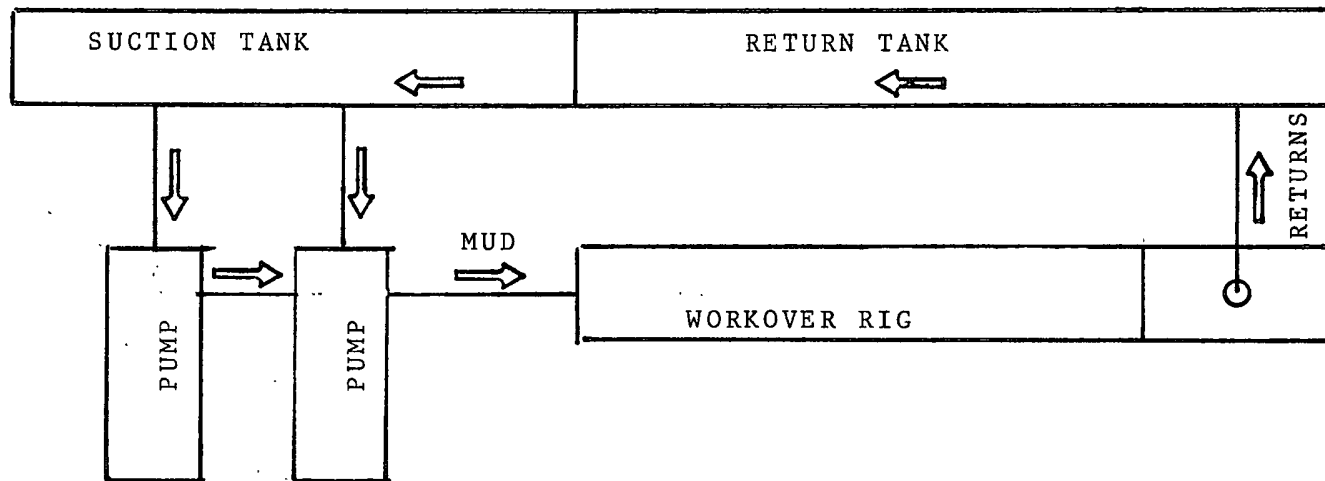 SUCTION TANK
RETURN TANK
RETURNS
MUD
PUMP
PUMP
WORKOVER RIG